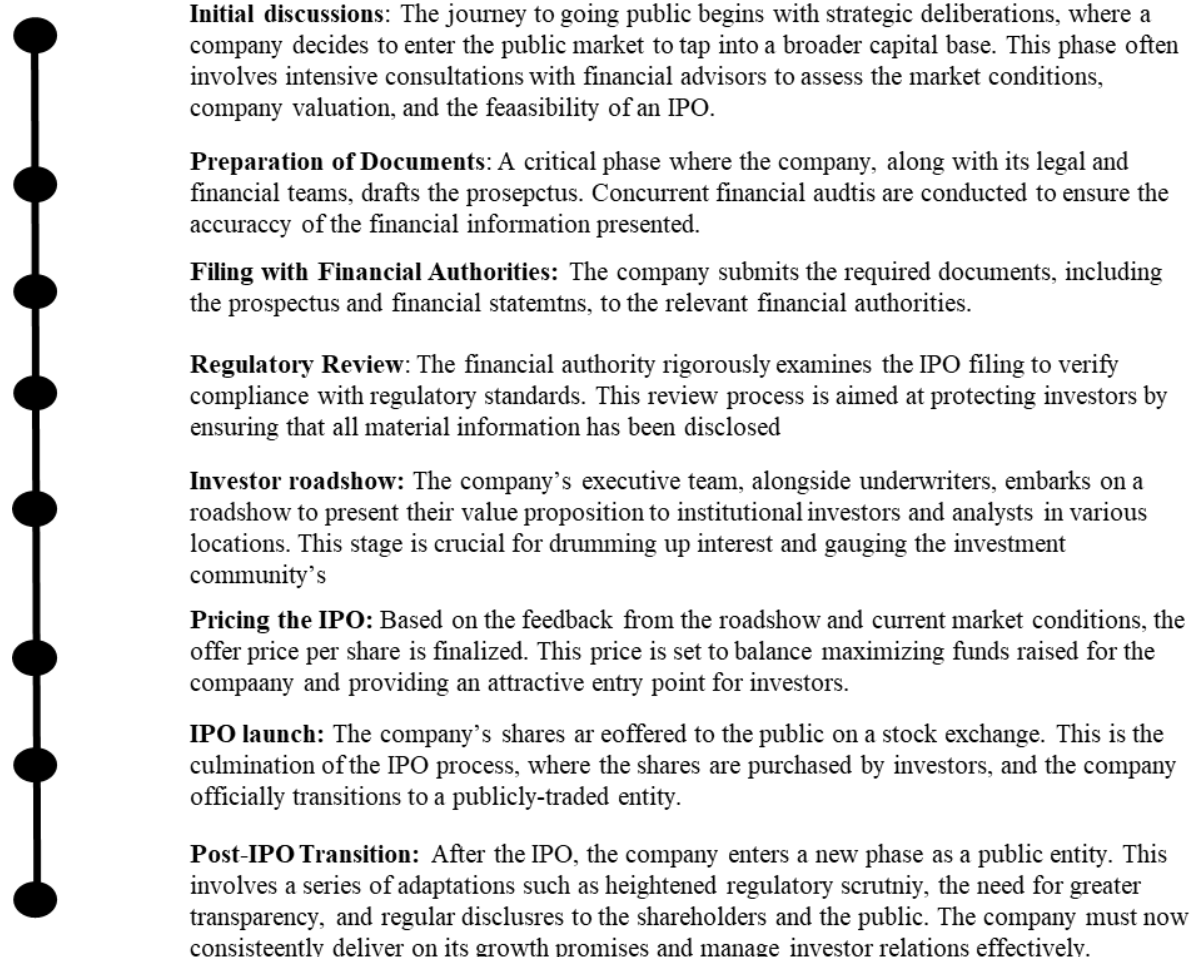 Initial discussions: The journey to going public begins with strategic deliberations, where a
company decides to enter the public market to tap into a broader capital base. This phase often
involves intensive consultations with financial advisors to assess the market conditions,
company valuation, and the feaasibility of an IPO.
Preparation of Documents: A critical phase where the company, along with its legal and
financial teams, drafts the prosepctus. Concurrent financial audtis are conducted to ensure the
accuraccy of the financial information presented.
Filing with Financial Authorities: The company submits the required documents, including
the prospectus and financial statemtns, to the relevant financial authorities.
Regulatory Review: The financial authority rigorously examines the IPO filing to verify
compliance with regulatory standards. This review process is aimed at protecting investors by
ensuring that all material information has been disclosed
Investor roadshow: The company’s executive team, alongside underwriters, embarks on a
roadshow to present their value proposition to institutional investors and analysts in various
locations. This stage is crucial for drumming up interest and gauging the investment
community’s
Pricing the IPO: Based on the feedback from the roadshow and current market conditions, the
offer price per share is finalized. This price is set to balance maximizing funds raised for the
compaany and providing an attractive entry point for investors.
IPO launch: The company’s shares ar eoffered to the public on a stock exchange. This is the
culmination of the IPO process, where the shares are purchased by investors, and the company
officially transitions to a publicly-traded entity.
Post-IPO Transition: After the IPO, the company enters a new phase as a public entity. This
involves a series of adaptations such as heightened regulatory scrutniy, the need for greater
transparency, and regular disclusres to the shareholders and the public. The company must now
consisteently deliver on its growth promises and manage investor relations effectively.